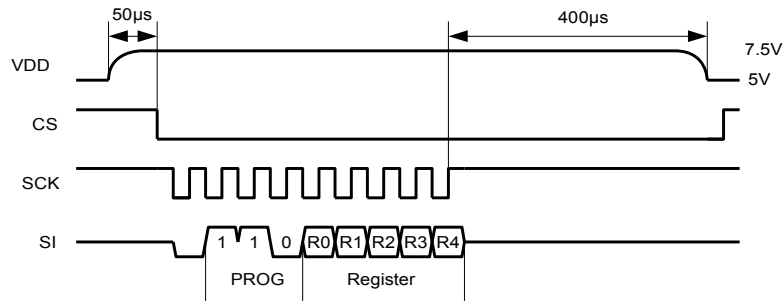 50µs
400µs
VDD
7.5V
5V
CS
SCK
SI
1 1 0 R0 R1 R2 R3 R4
PROG Register